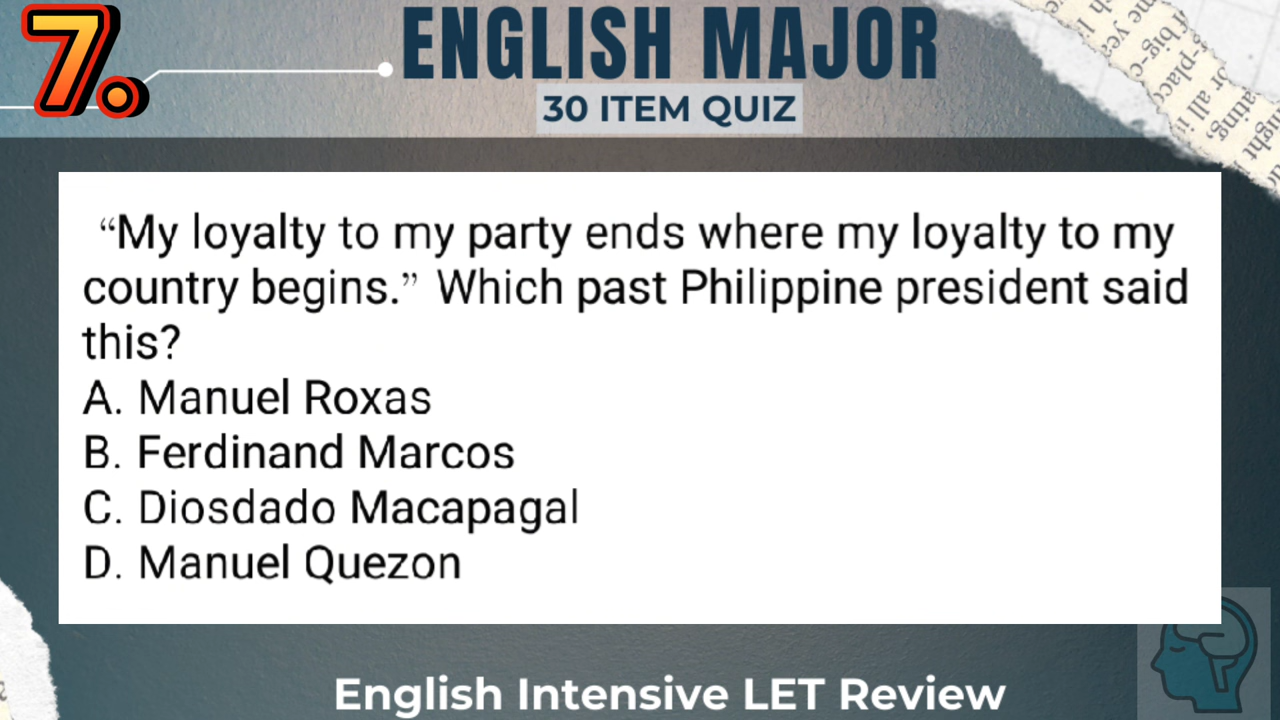 7.
ENGLISH MAJOR
30 ITEM QUIZ
“My loyalty to my party ends where my loyalty to my
country begins.” Which past Philippine president said
this?
A. Manuel Roxas
B. Ferdinand Marcos
C. Diosdado Macapagal
D. Manuel Quezon
English Intensive LET Review